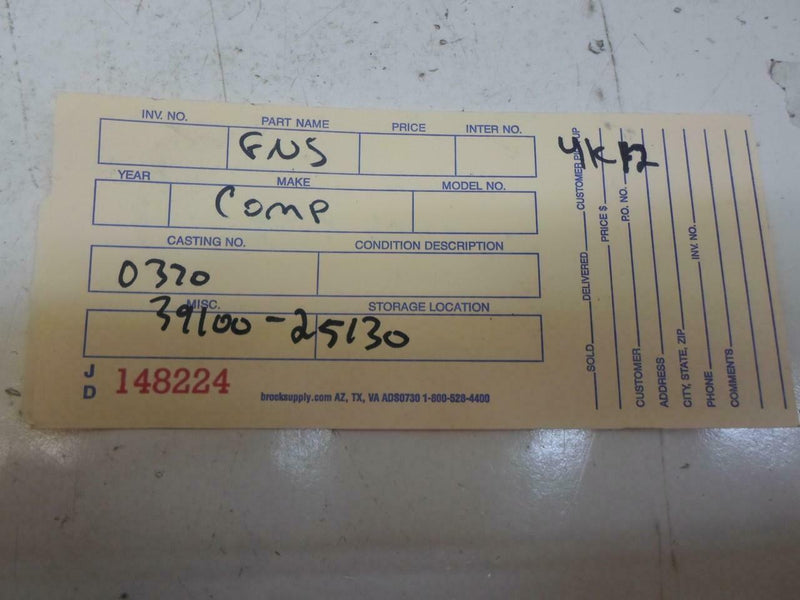 INV. NO. PART NAME PRICE INTER NO.
GNS
YEAR MAKE MODEL NO.
Comp
CASTING NO. CONDITION DESCRIPTION
0370
MISC. STORAGE LOCATION
39100-25130
J D 148224
brocksupply.com AZ, TX, VA ADS0730 1-800-528-4400
SOLD DELIVERED CUSTOMER PICK UP
PRICE $
CUSTOMER P.O. NO.
ADDRESS
CITY, STATE, ZIP INV. NO.
PHONE
COMMENTS